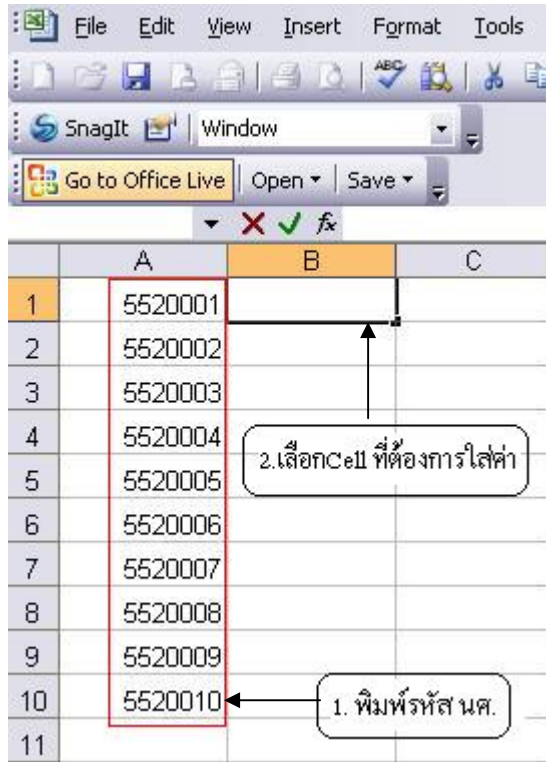 File Edit View Insert Format Tools
ABC
SnagIt Window
Go to Office Live Open Save
fx
A B C
1 5520001
2 5520002
3 5520003
4 5520004
2.เลือกCell ที่ต้องการใส่ค่า
5 5520005
6 5520006
7 5520007
8 5520008
9 5520009
10 5520010
1. พิมพ์รหัส นศ.
11